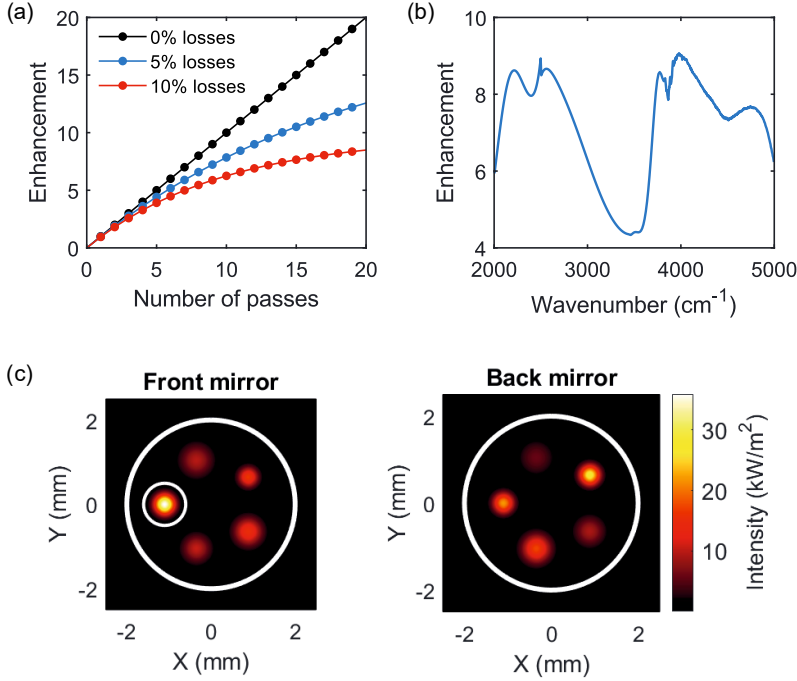 (a)
20
15
10
5
0
Enhancement
0% losses
5% losses
10% losses
0 5 10 15 20
Number of passes
(b)
10
8
6
4
Enhancement
2000 3000 4000 5000
Wavenumber (cm⁻¹)
(c)
Front mirror
2
0
-2
Y (mm)
-2 0 2
X (mm)
Back mirror
2
0
-2
Y (mm)
-2 0 2
X (mm)
30
20
10
Intensity (kW/m²)